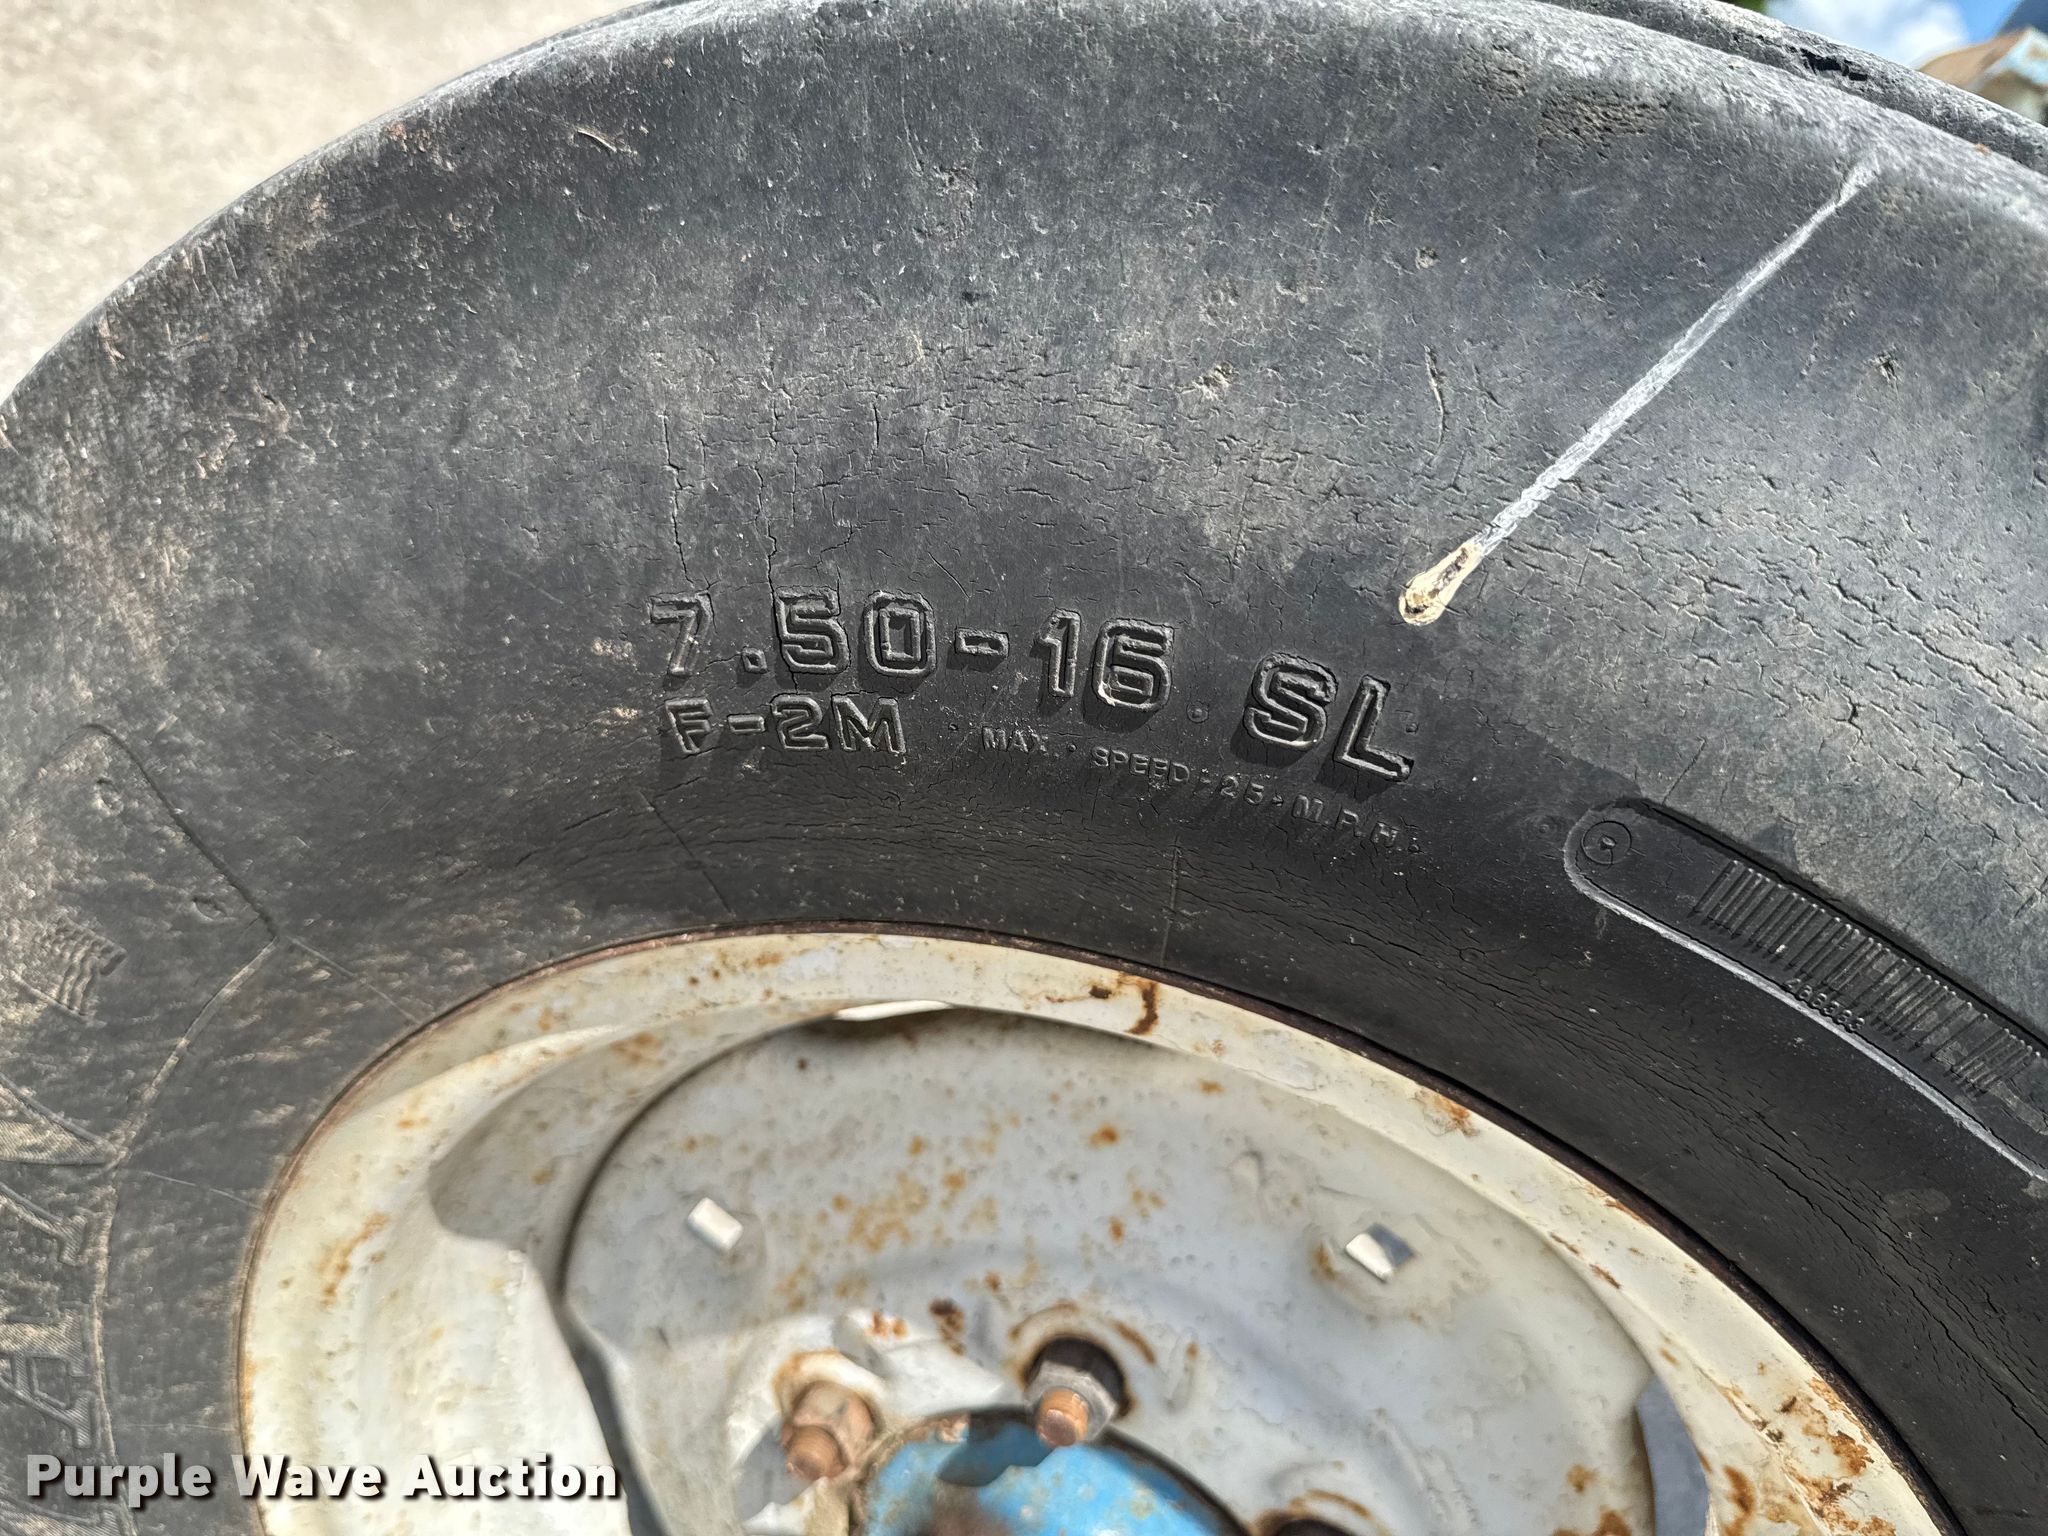 7.50-16 SL
F-2M MAX. SPEED 25 M.P.H.
Purple Wave Auction